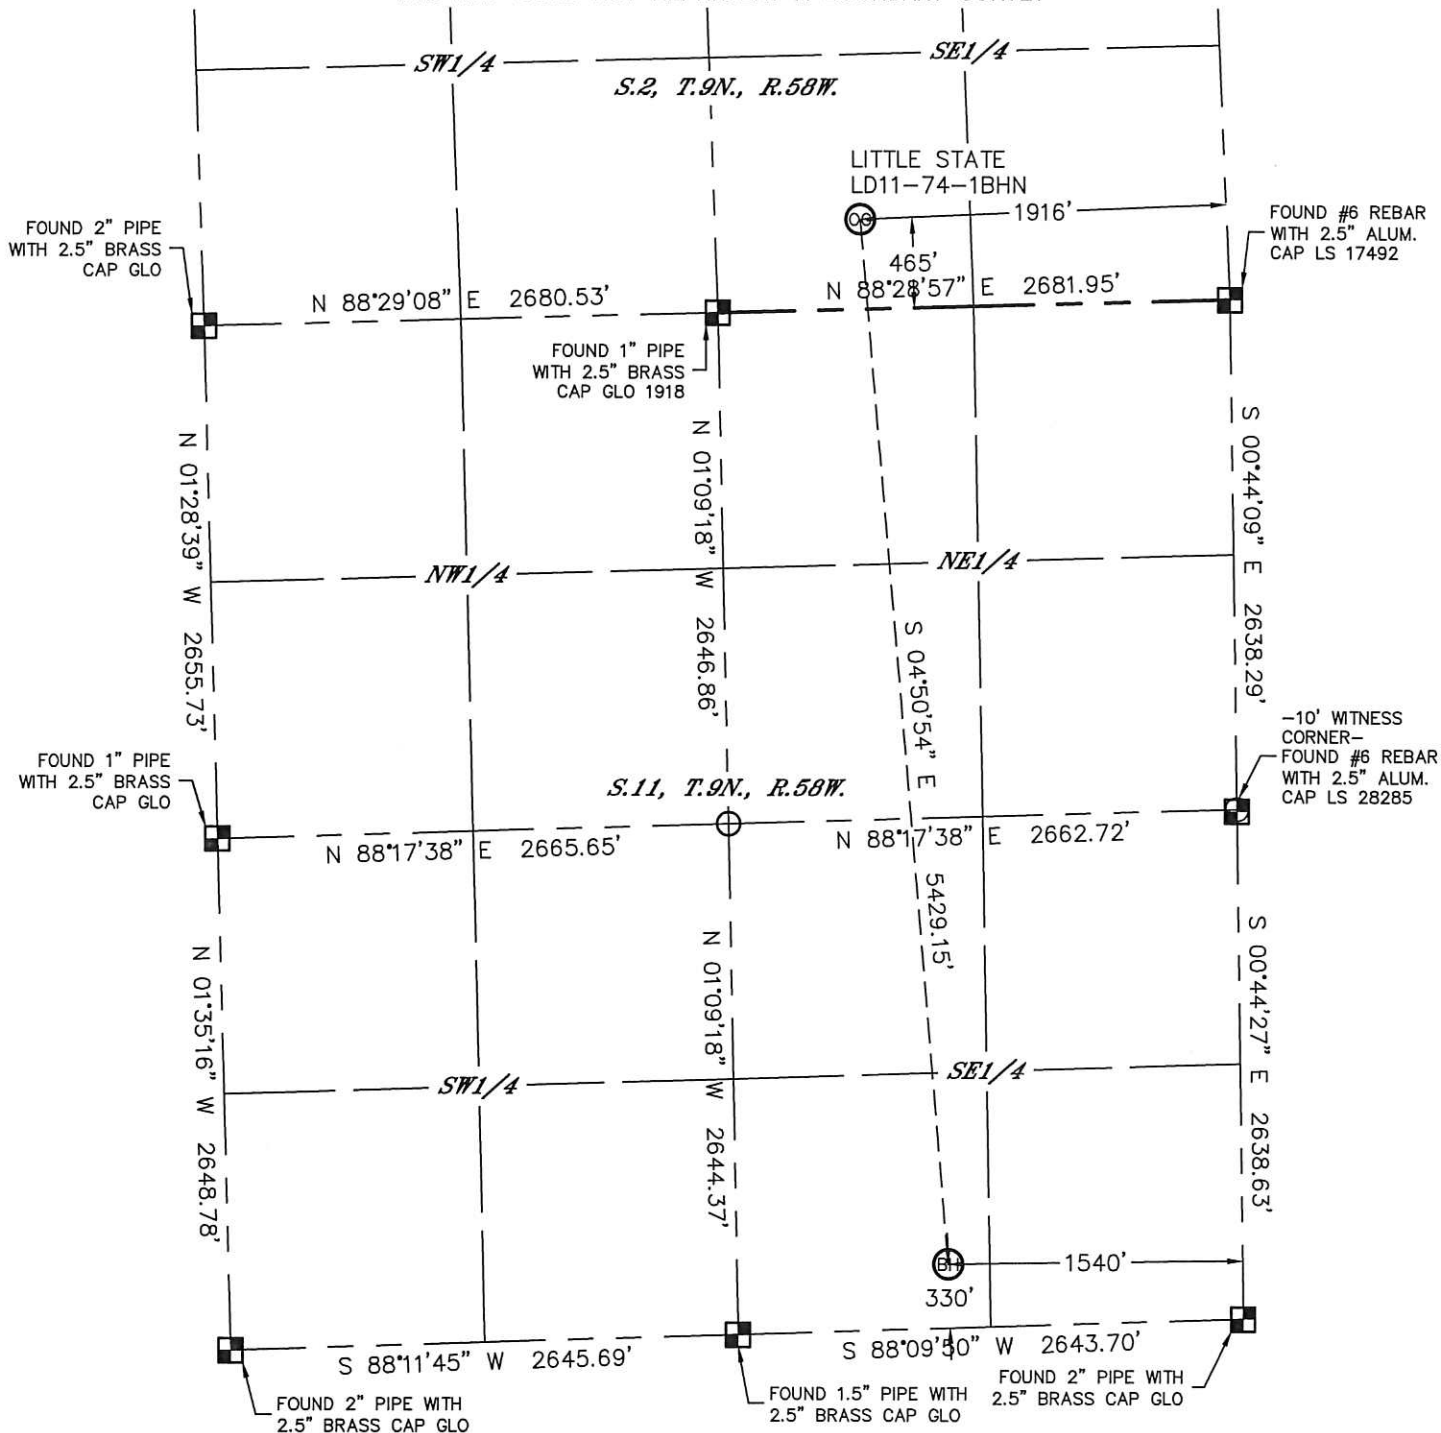 SW1/4
SE1/4
S.2, T.9N., R.58W.
LITTLE STATE
LD11-74-1BHN
1916'
465'
FOUND 2" PIPE
WITH 2.5" BRASS
CAP GLO
FOUND #6 REBAR
WITH 2.5" ALUM.
CAP LS 17492
N 88°29'08" E 2680.53'
N 88°28'57" E 2681.95'
FOUND 1" PIPE
WITH 2.5" BRASS
CAP GLO 1918
N 01°28'39" W 2655.73'
N 01°09'18" W 2646.86'
S 00°44'09" E 2638.29'
NW1/4
NE1/4
S 04°50'54" E 5429.15'
FOUND 1" PIPE
WITH 2.5" BRASS
CAP GLO
S.11, T.9N., R.58W.
-10' WITNESS
CORNER-
FOUND #6 REBAR
WITH 2.5" ALUM.
CAP LS 28285
N 88°17'38" E 2665.65'
N 88°17'38" E 2662.72'
N 01°35'16" W 2648.78'
N 01°09'18" W 2644.37'
S 00°44'27" E 2638.63'
SW1/4
SE1/4
BH
1540'
330'
S 88°11'45" W 2645.69'
S 88°09'50" W 2643.70'
FOUND 2" PIPE WITH
2.5" BRASS CAP GLO
FOUND 1.5" PIPE WITH
2.5" BRASS CAP GLO
FOUND 2" PIPE WITH
2.5" BRASS CAP GLO